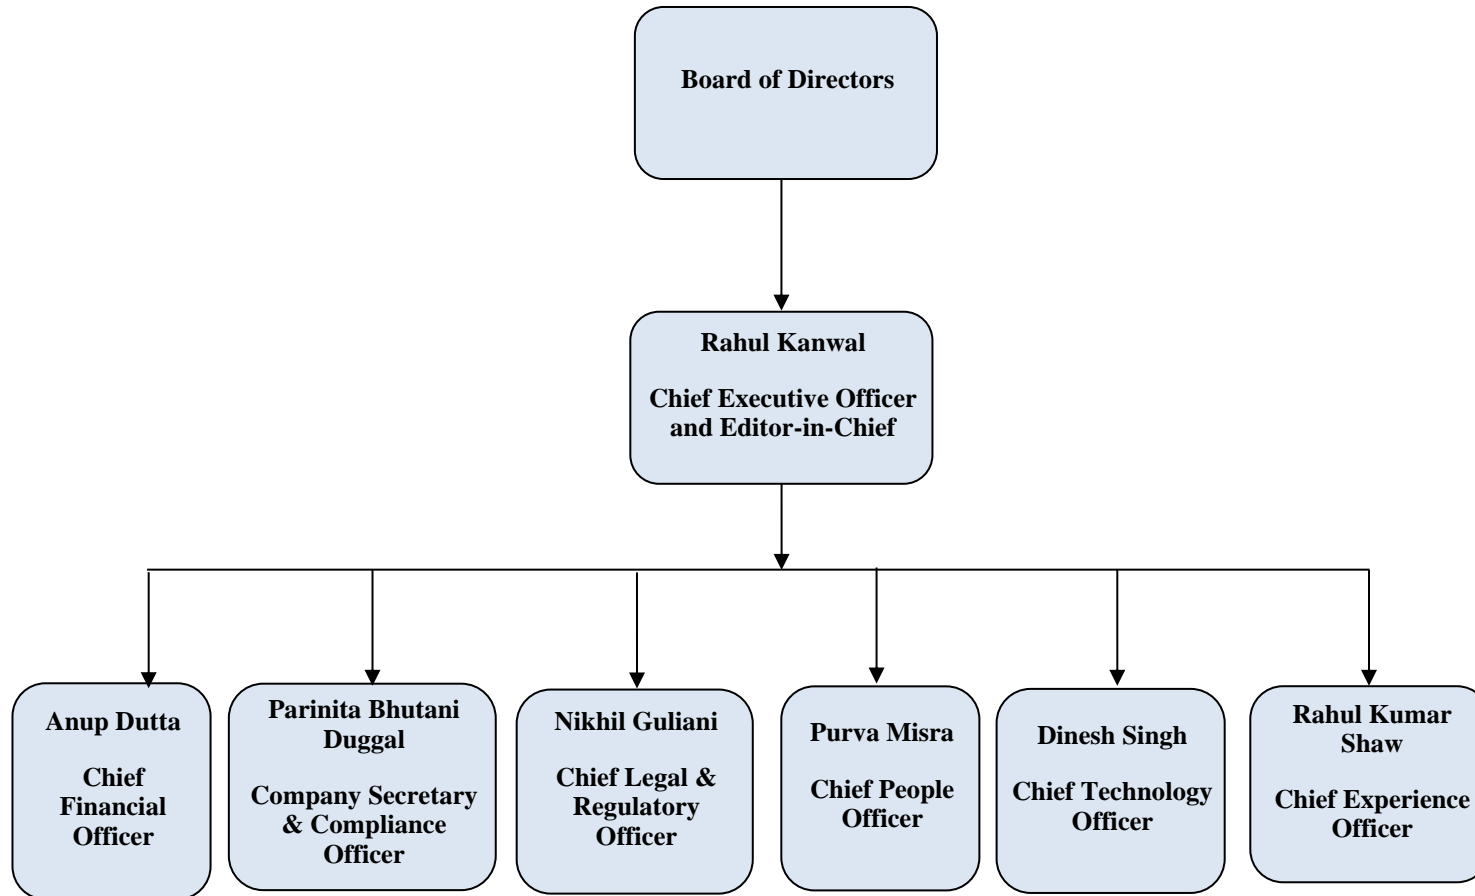 Board of Directors
Rahul Kanwal
Chief Executive Officer
and Editor-in-Chief
Anup Dutta
Chief
Financial
Officer
Parinita Bhutani
Duggal
Company Secretary
& Compliance
Officer
Nikhil Guliani
Chief Legal &
Regulatory
Officer
Purva Misra
Chief People
Officer
Dinesh Singh
Chief Technology
Officer
Rahul Kumar
Shaw
Chief Experience
Officer